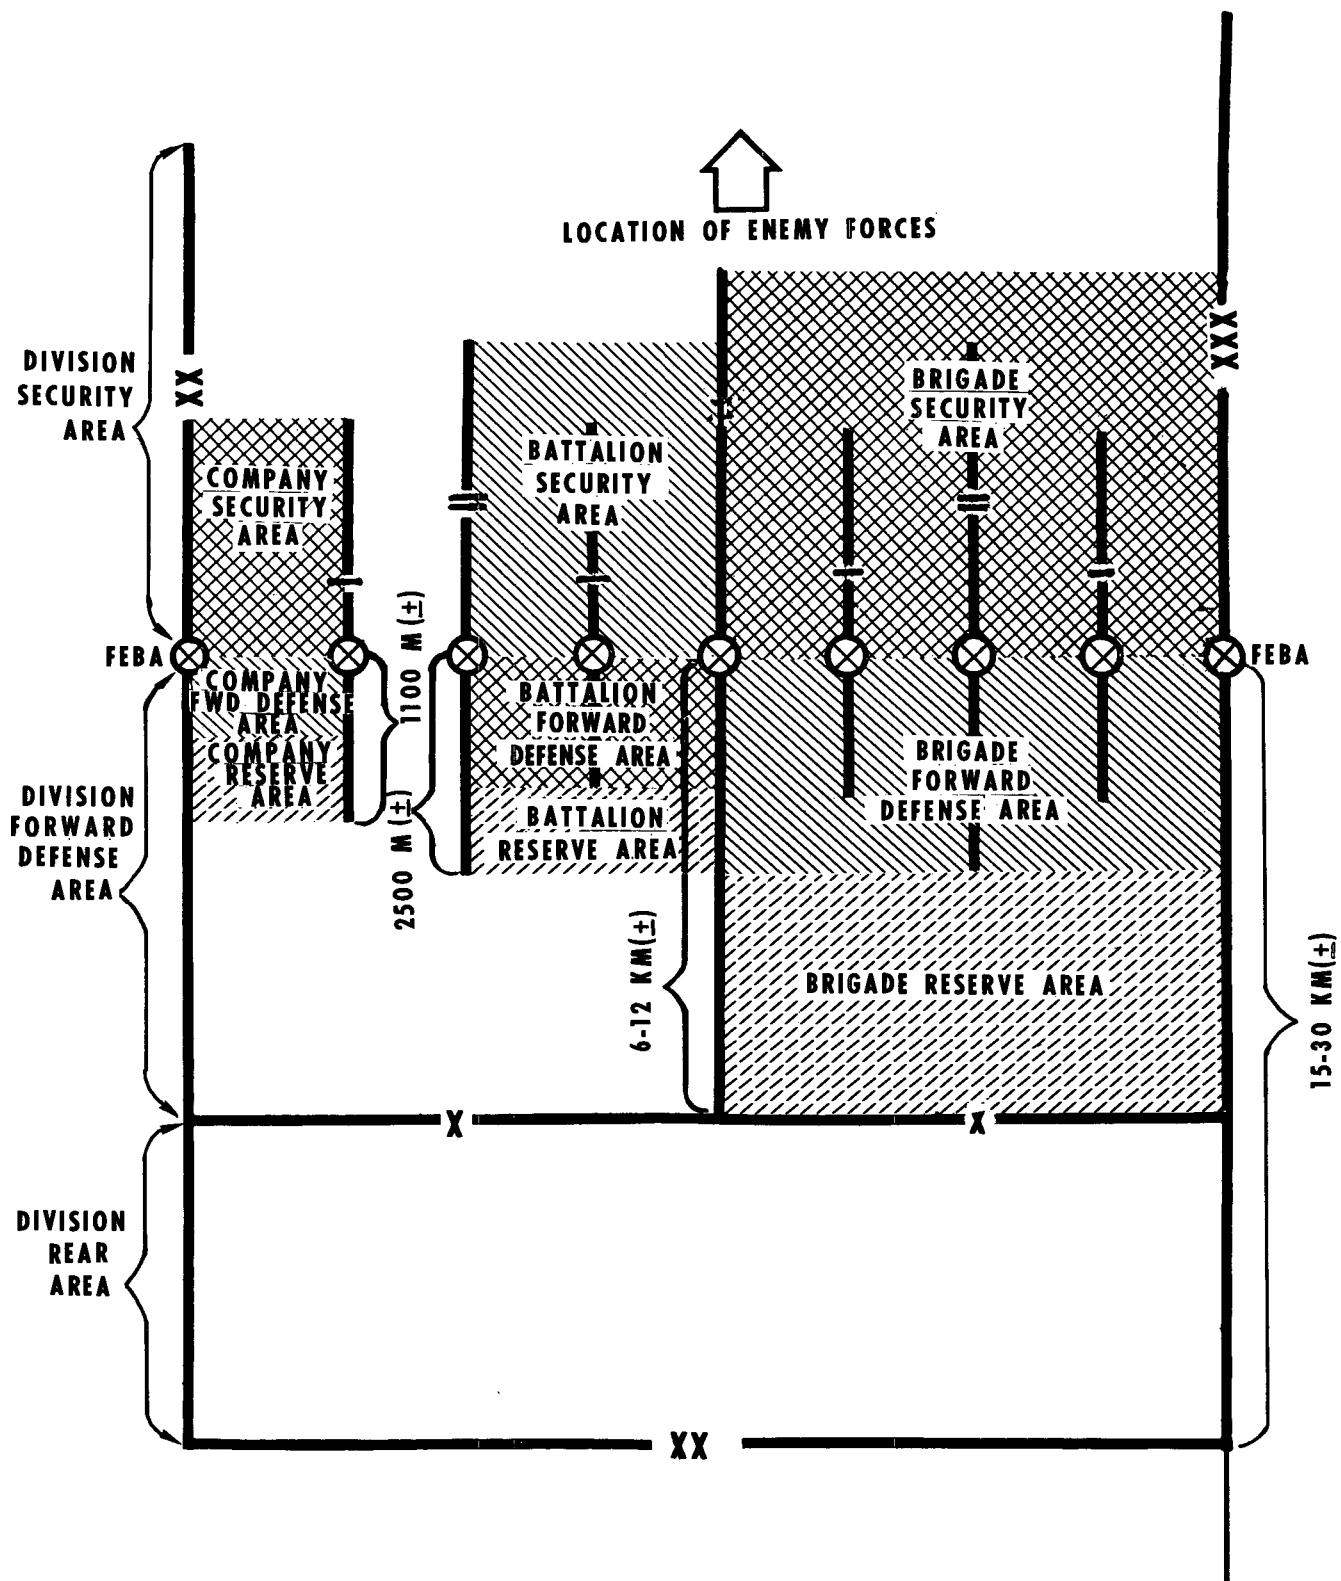 LOCATION OF ENEMY FORCES
DIVISION
SECURITY
AREA
XX
XXX
COMPANY
SECURITY
AREA
BATTALION
SECURITY
AREA
BRIGADE
SECURITY
AREA
FEBA
FEBA
COMPANY
FWD DEFENSE
AREA
COMPANY
RESERVE
AREA
1100 M (±)
2500 M (±)
BATTALION
FORWARD
DEFENSE AREA
BATTALION
RESERVE AREA
BRIGADE
FORWARD
DEFENSE AREA
DIVISION
FORWARD
DEFENSE
AREA
6-12 KM(±)
BRIGADE RESERVE AREA
15-30 KM(±)
X
X
DIVISION
REAR
AREA
XX